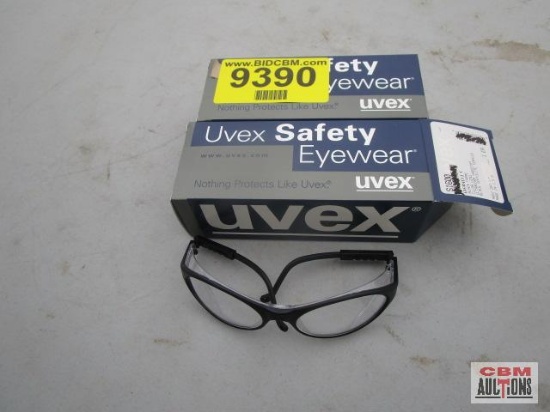 www.BIDCBM.com
9390
fety
yewear
Nothing Protects Like Uvex.®
uvex®
Uvex Safety
Eyewear®
www.uvex.com
Nothing Protects Like Uvex.®
uvex®
uvex®
CBM
AUCTIONS